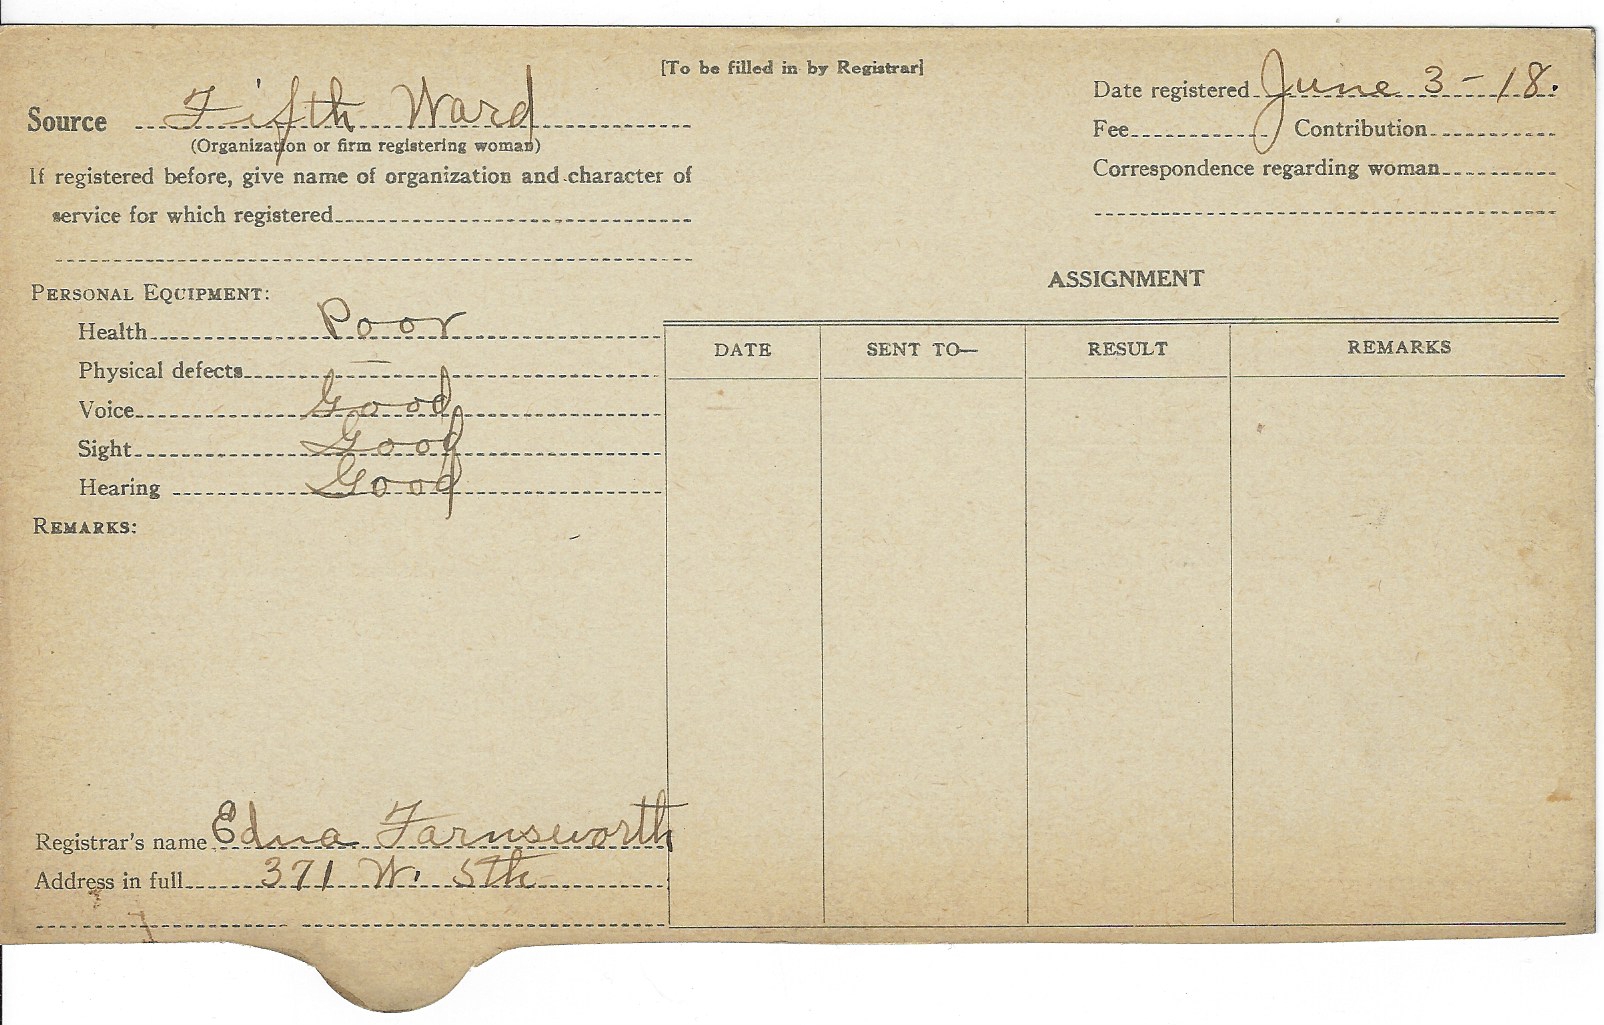 [To be filled in by Registrar]
Source Fifth Ward
(Organization or firm registering woman)
If registered before, give name of organization and character of
service for which registered
Date registered June 3-18.
Fee Contribution
Correspondence regarding woman
PERSONAL EQUIPMENT:
Health Poor
Physical defects —
Voice Good
Sight Good
Hearing Good
REMARKS:
Registrar's name Edna Farnsworth
Address in full 371 W. 5th
ASSIGNMENT
DATE SENT TO— RESULT REMARKS